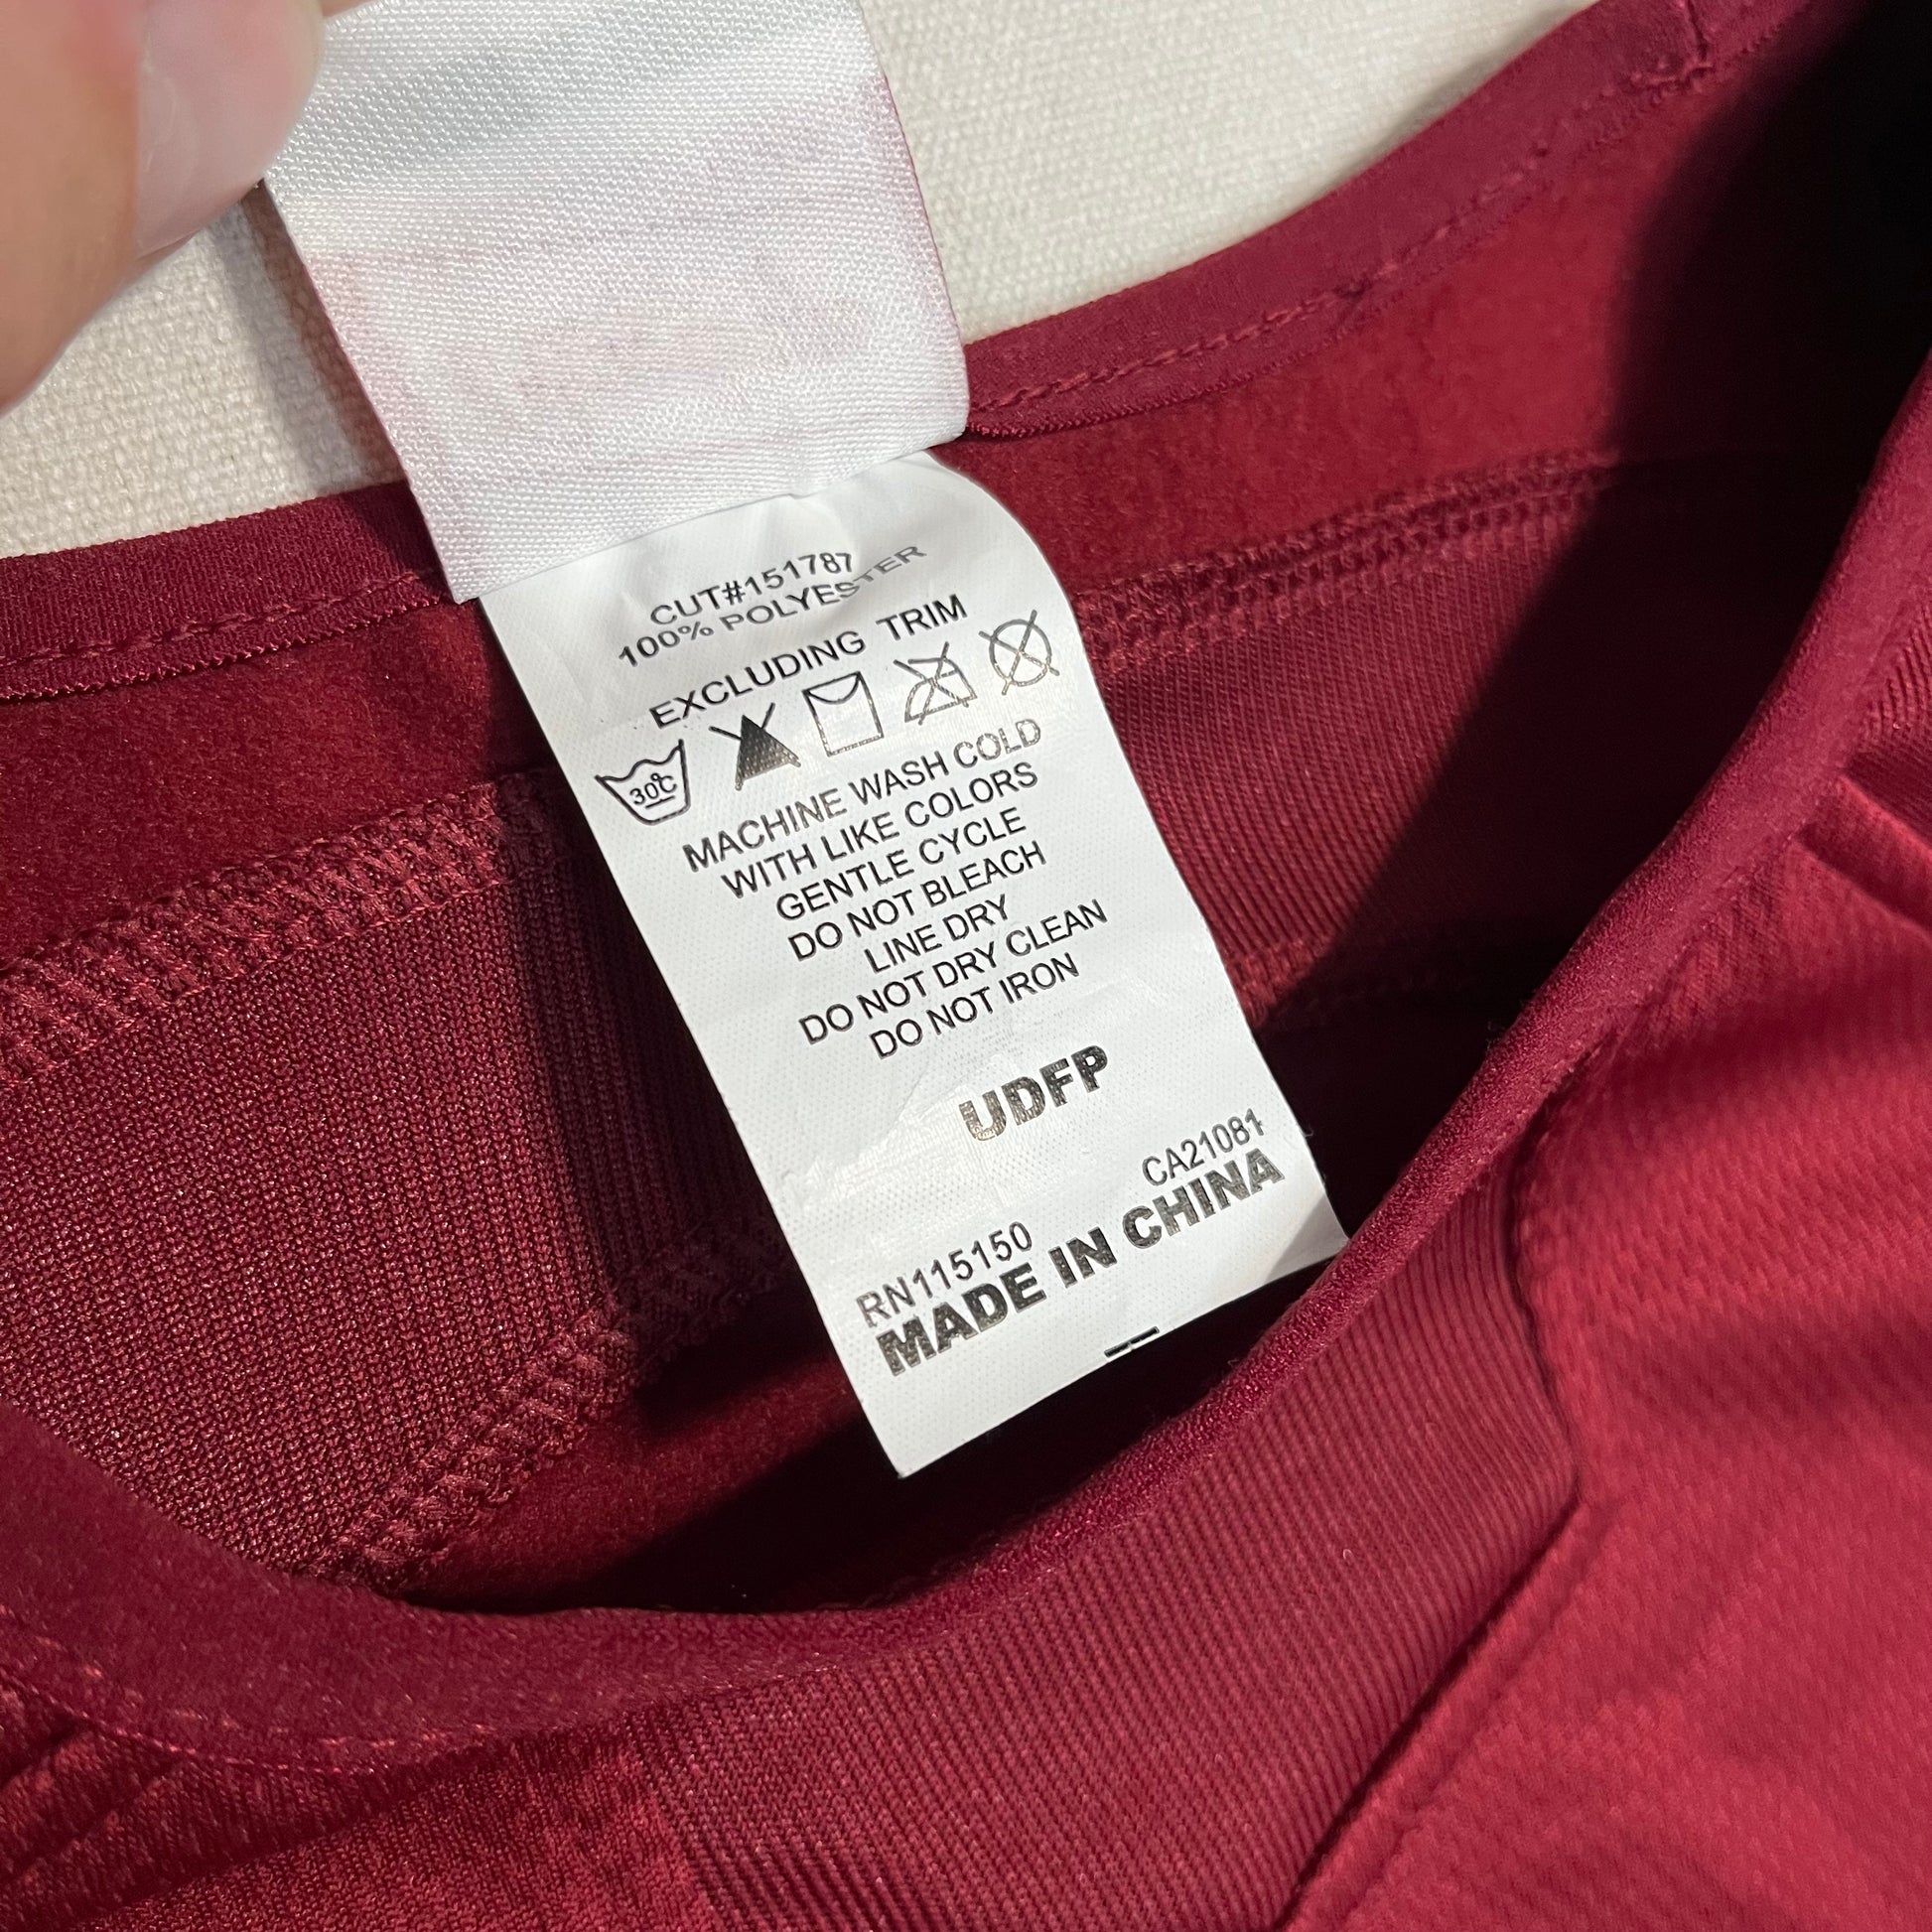 CUT#151787
100% POLYESTER
EXCLUDING TRIM
30°C
MACHINE WASH COLD
WITH LIKE COLORS
GENTLE CYCLE
DO NOT BLEACH
LINE DRY
DO NOT DRY CLEAN
DO NOT IRON
UDFP
CA21081
RN115150
MADE IN CHINA